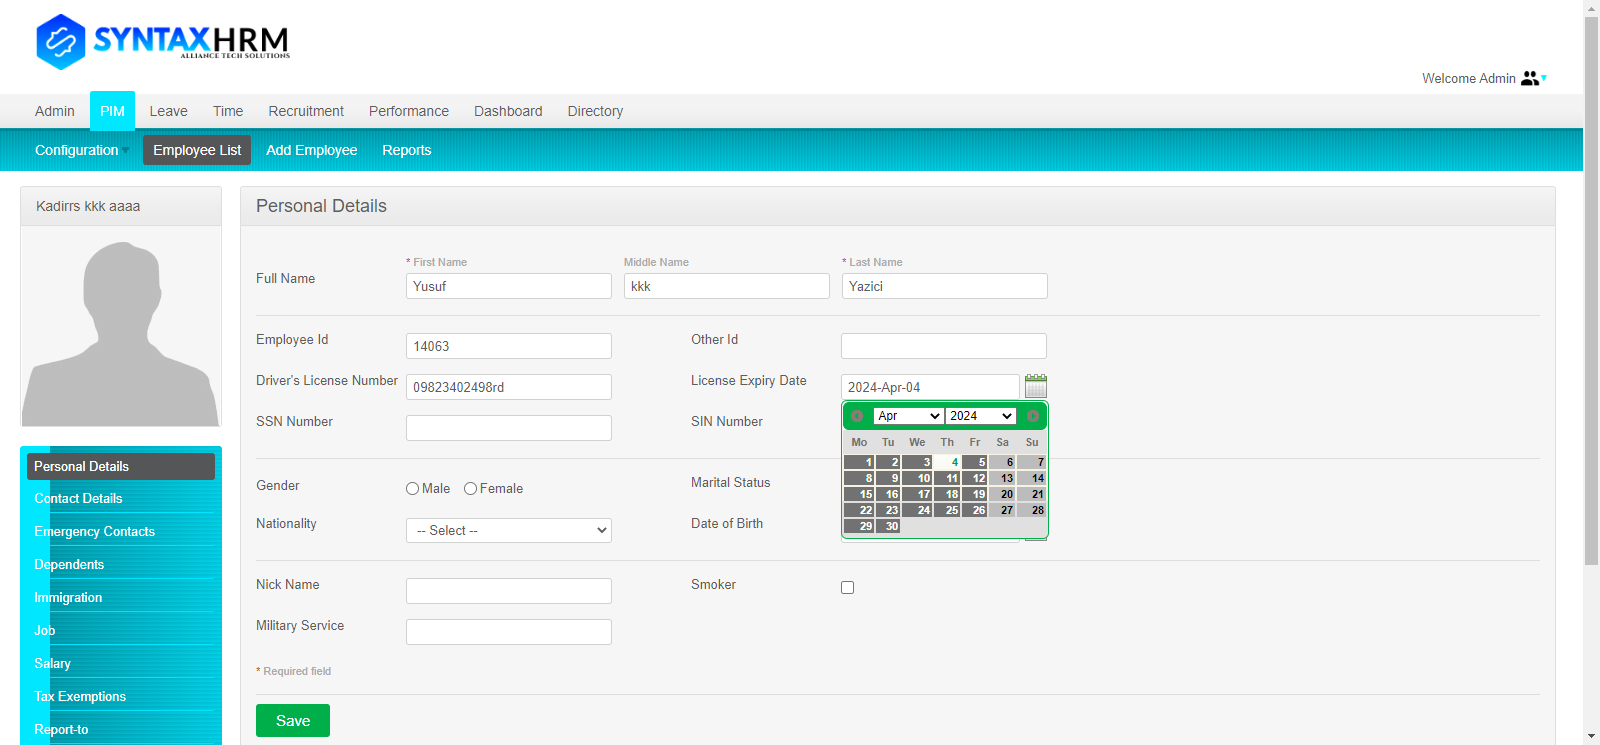 SYNTAXHRM
ALLIANCE TECH SOLUTIONS
Welcome Admin
Admin PIM Leave Time Recruitment Performance Dashboard Directory
Configuration Employee List Add Employee Reports
Kadirrs kkk aaaa
Personal Details
* First Name Middle Name * Last Name
Full Name Yusuf kkk Yazici
Employee Id 14063 Other Id
Driver's License Number 09823402498rd License Expiry Date 2024-Apr-04
SSN Number SIN Number
Apr 2024
Mo Tu We Th Fr Sa Su
1 2 3 4 5 6 7
8 9 10 11 12 13 14
15 16 17 18 19 20 21
22 23 24 25 26 27 28
29 30
Gender Male Female Marital Status
Nationality -- Select -- Date of Birth
Nick Name Smoker
Military Service
* Required field
Save
Personal Details
Contact Details
Emergency Contacts
Dependents
Immigration
Job
Salary
Tax Exemptions
Report-to